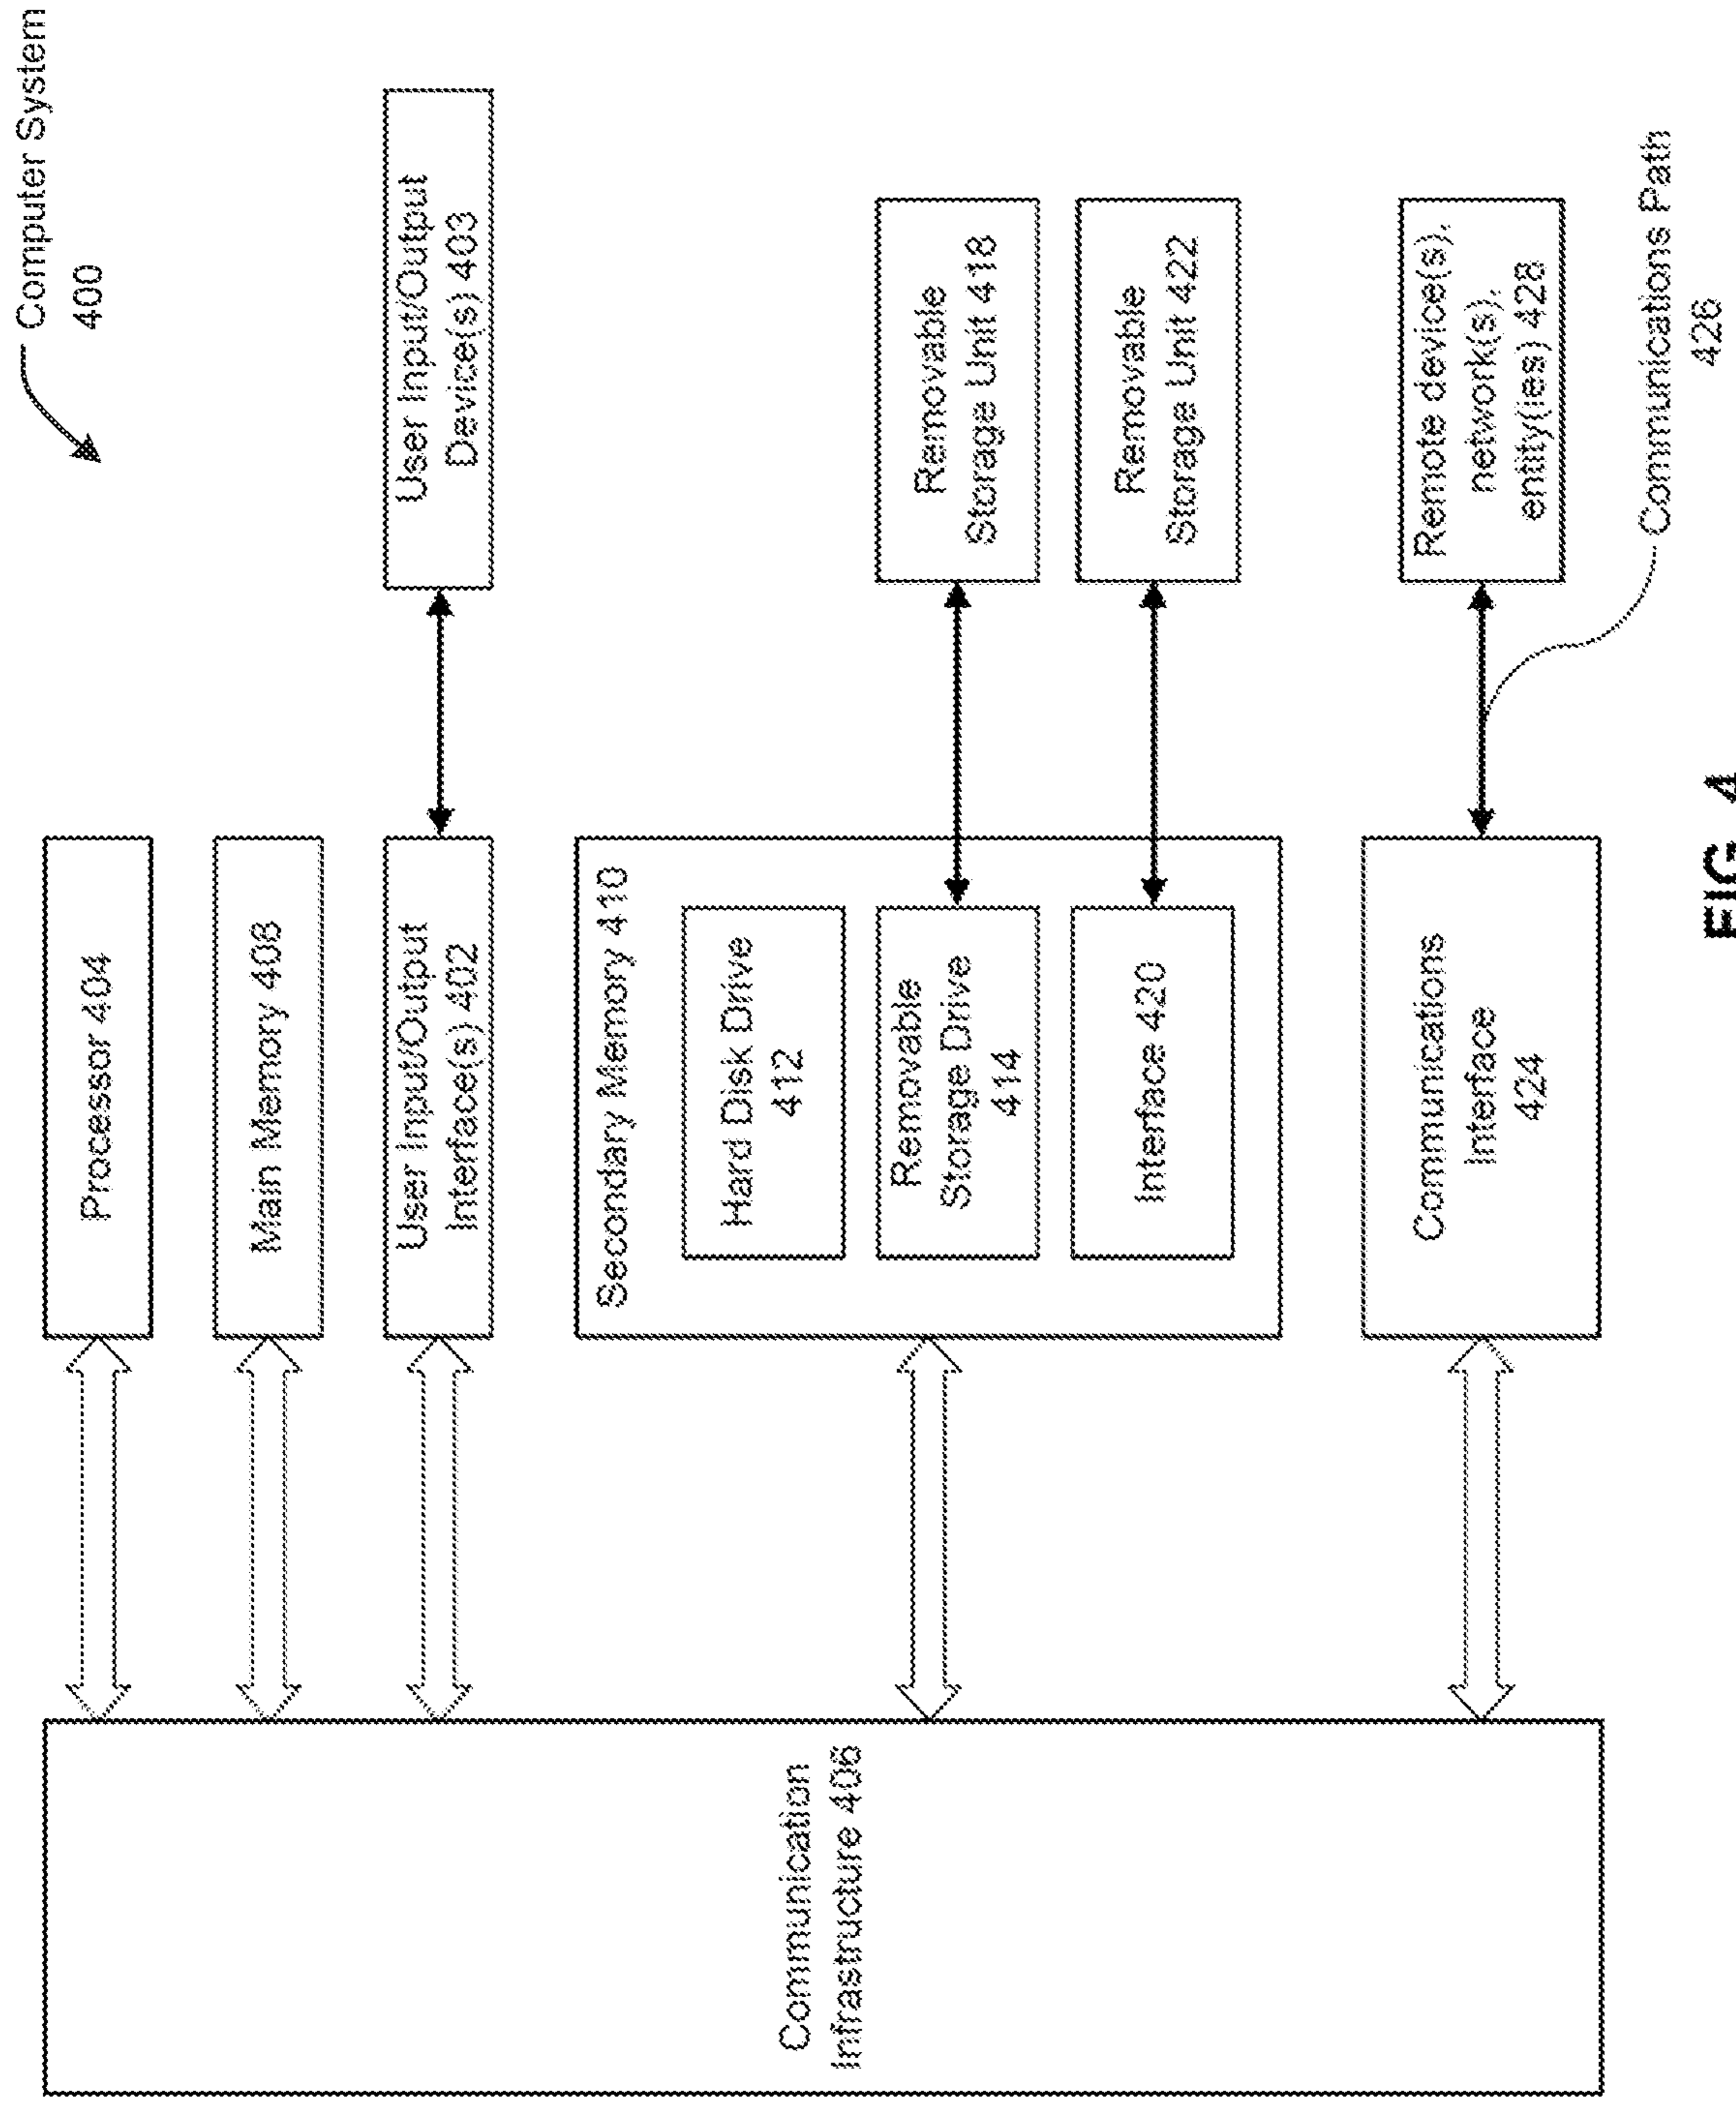 Computer System
400
Processor 404
Main Memory 408
User Input/Output
Interface(s) 402
User Input/Output
Device(s) 403
Secondary Memory 410
Hard Disk Drive
412
Removable
Storage Drive
414
Removable
Storage Unit 418
Interface 420
Removable
Storage Unit 422
Communication
Infrastructure 406
Communications
Interface
424
Remote device(s),
network(s),
entity(ies) 428
Communications Path
426
FIG. 4